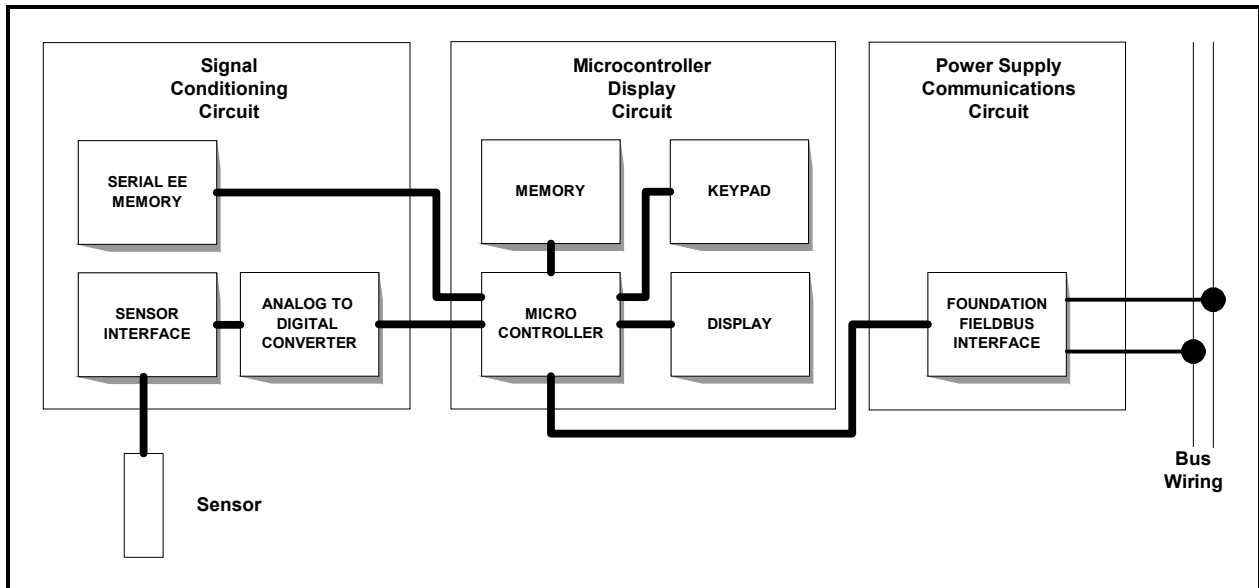 Signal
Conditioning
Circuit
Microcontroller
Display
Circuit
Power Supply
Communications
Circuit
SERIAL EE
MEMORY
MEMORY
KEYPAD
SENSOR
INTERFACE
ANALOG TO
DIGITAL
CONVERTER
MICRO
CONTROLLER
DISPLAY
FOUNDATION
FIELDBUS
INTERFACE
Bus
Wiring
Sensor